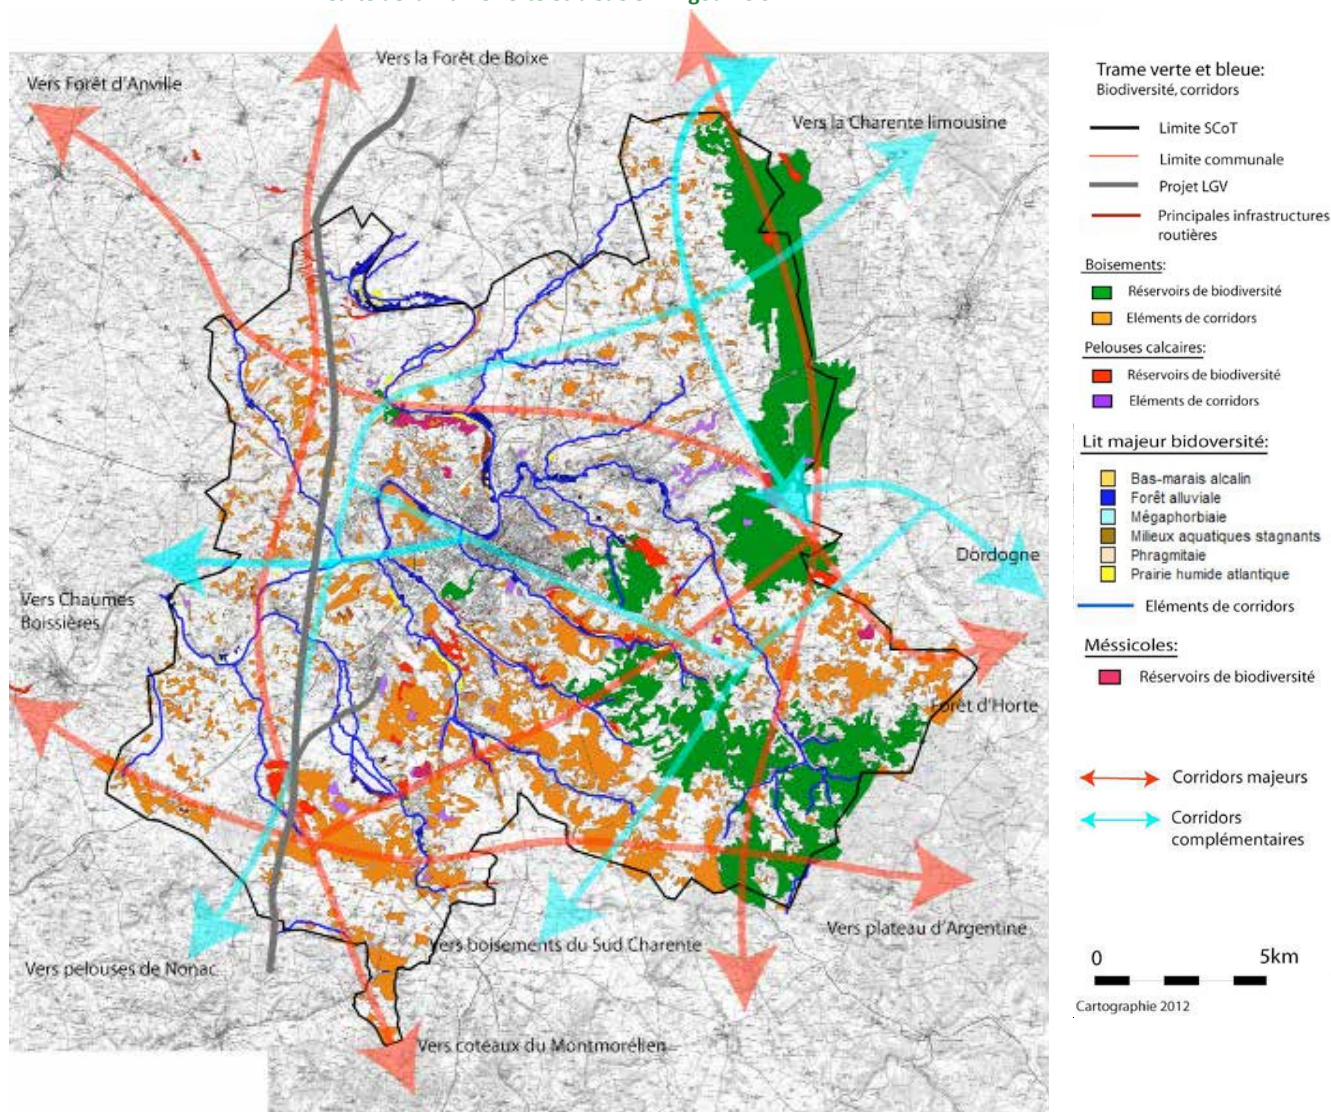 Vers la Forêt de Boixe
Vers Forêt d'Anville
Vers la Charente limousine
Dordogne
Vers Chaumes
Boissières
Forêt d'Horte
Vers plateau d'Argentine
Vers boisements du Sud Charente
Vers pelouses de Nonac
Vers coteaux du Montmorélien
Trame verte et bleue:
Biodiversité, corridors
Limite SCoT
Limite communale
Projet LGV
Principales infrastructures
routières
Boisements:
Réservoirs de biodiversité
Eléments de corridors
Pelouses calcaires:
Réservoirs de biodiversité
Eléments de corridors
Lit majeur bidoversité:
Bas-marais alcalin
Forêt alluviale
Mégaphorbiaie
Milieux aquatiques stagnants
Phragmitaie
Prairie humide atlantique
Eléments de corridors
Méssicoles:
Réservoirs de biodiversité
Corridors majeurs
Corridors
complémentaires
0 5km
Cartographie 2012